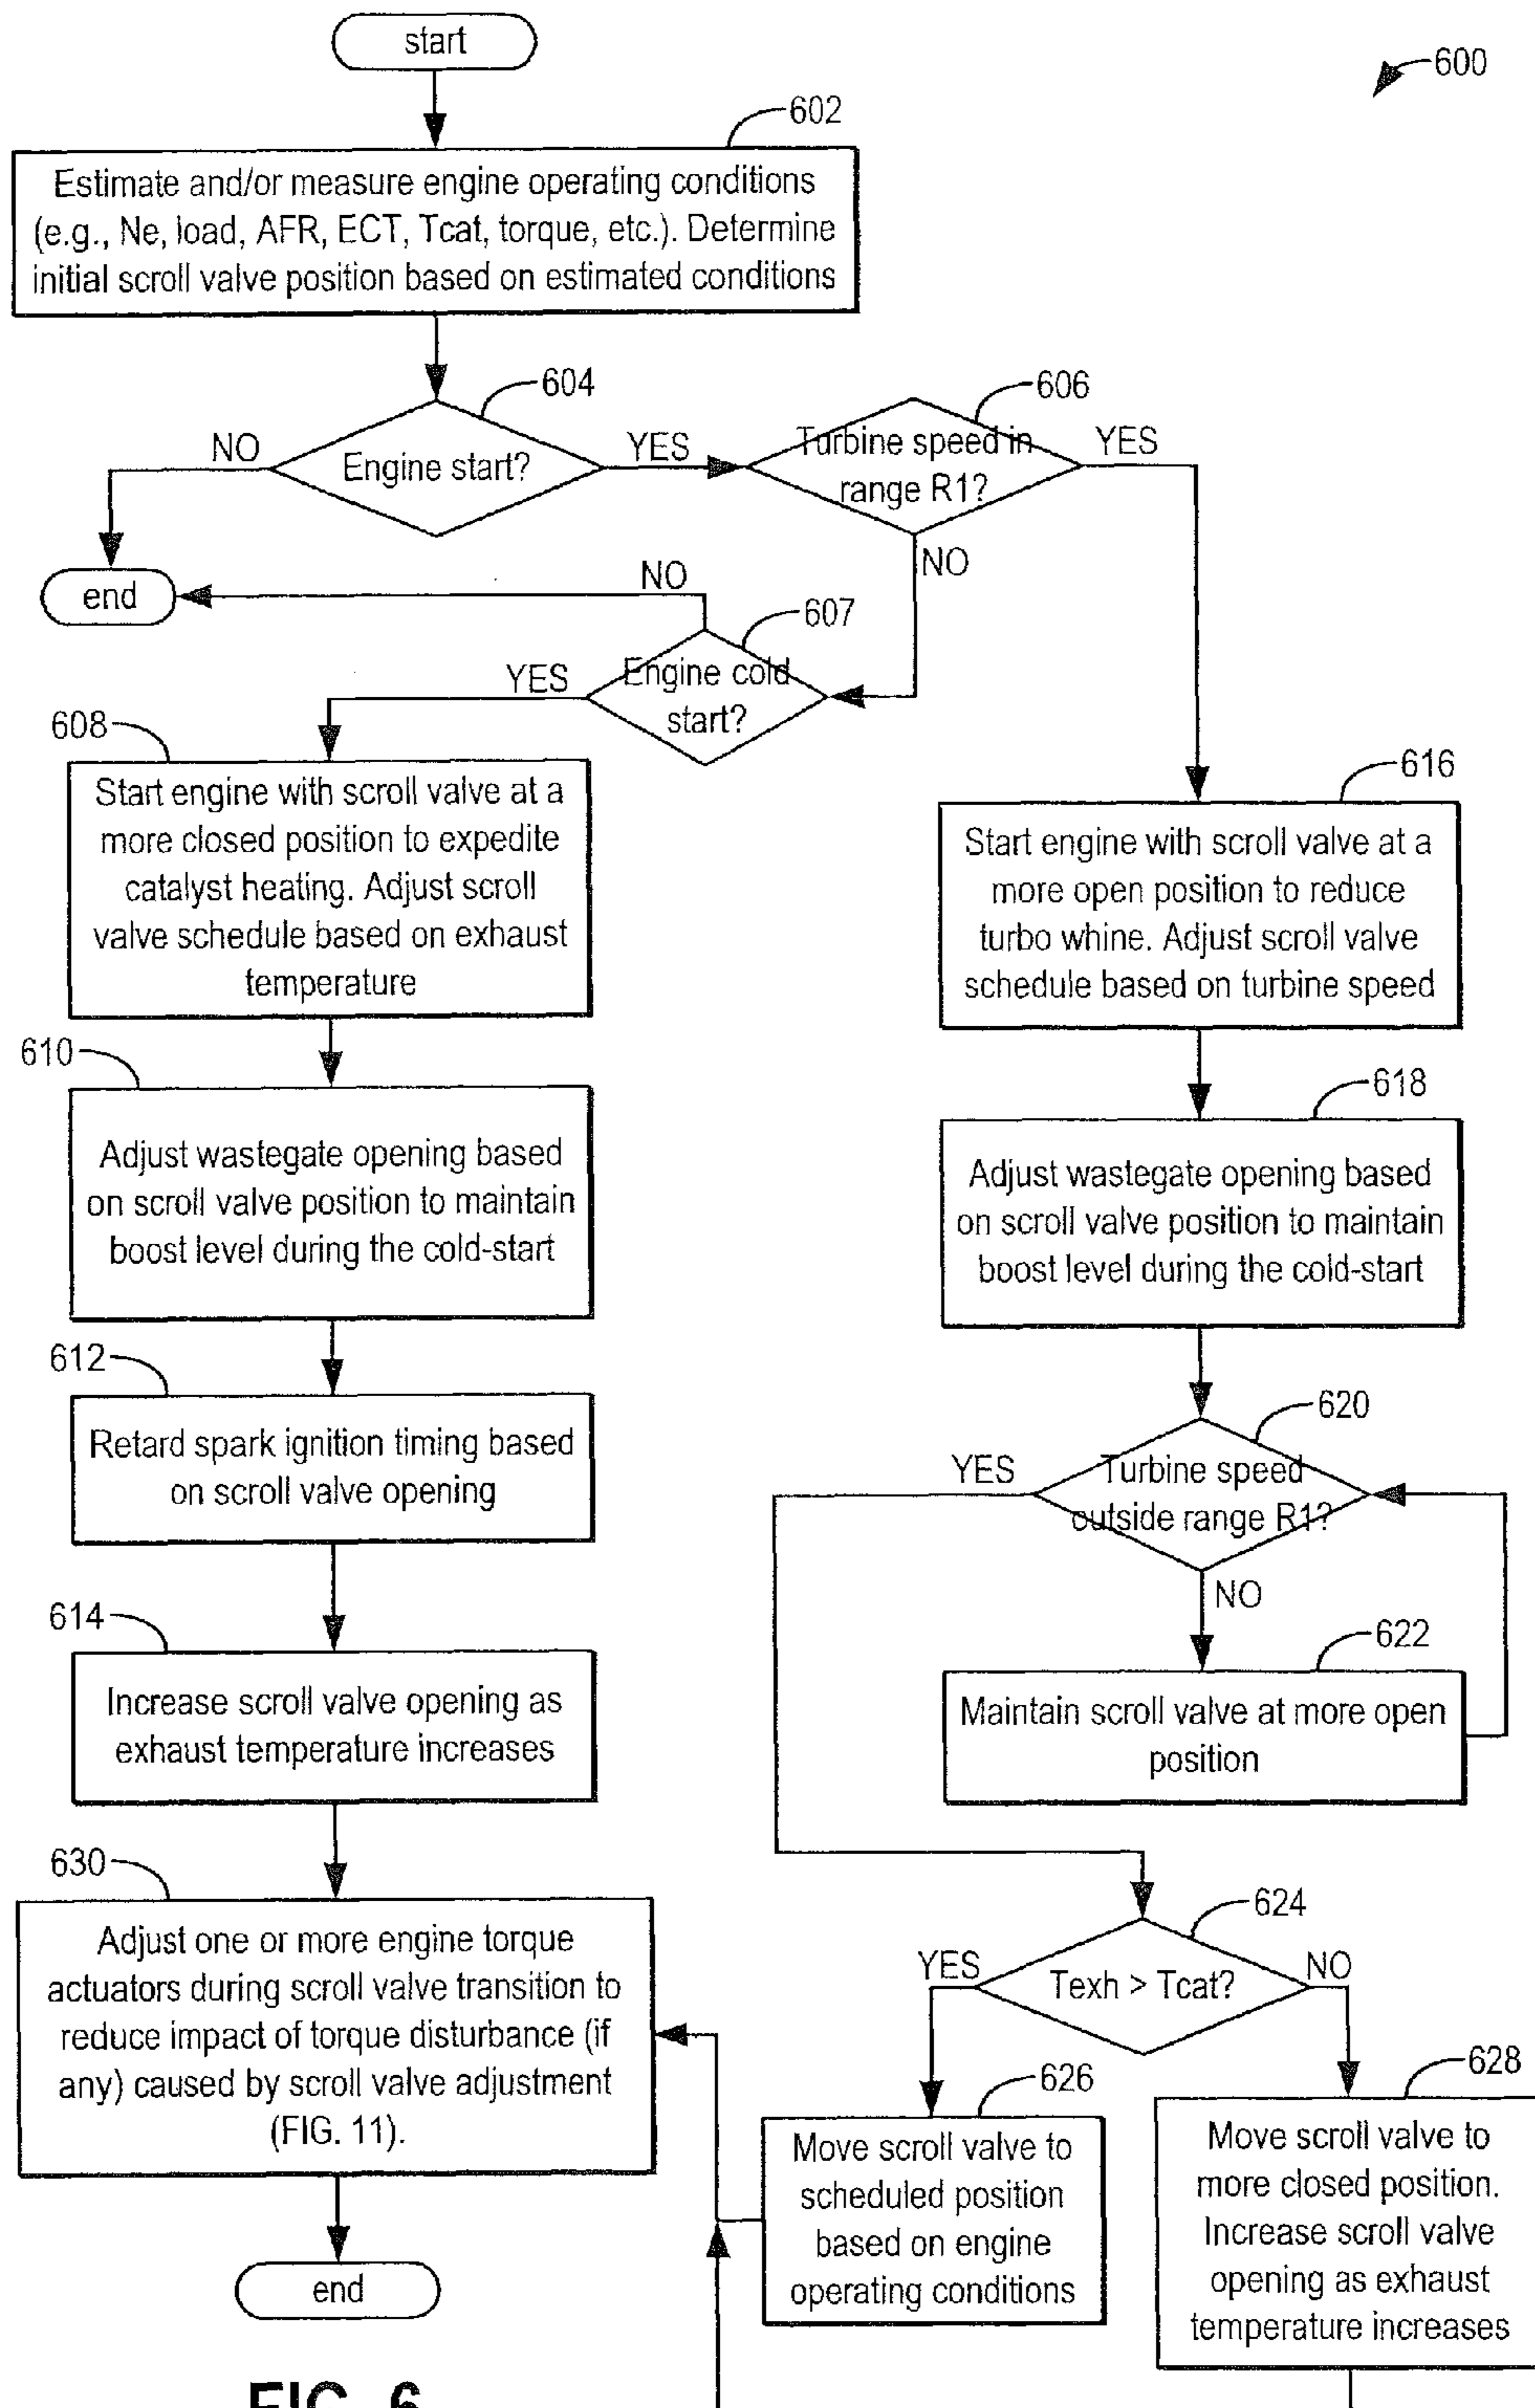 start
600
602
Estimate and/or measure engine operating conditions
(e.g., Ne, load, AFR, ECT, Tcat, torque, etc.). Determine
initial scroll valve position based on estimated conditions
604
606
NO
Engine start?
YES
Turbine speed in
range R1?
YES
NO
end
NO
607
YES
Engine cold
start?
608
Start engine with scroll valve at a
more closed position to expedite
catalyst heating. Adjust scroll
valve schedule based on exhaust
temperature
616
Start engine with scroll valve at a
more open position to reduce
turbo whine. Adjust scroll valve
schedule based on turbine speed
610
Adjust wastegate opening based
on scroll valve position to maintain
boost level during the cold-start
618
Adjust wastegate opening based
on scroll valve position to maintain
boost level during the cold-start
612
Retard spark ignition timing based
on scroll valve opening
620
YES
Turbine speed
outside range R1?
NO
614
Increase scroll valve opening as
exhaust temperature increases
622
Maintain scroll valve at more open
position
630
Adjust one or more engine torque
actuators during scroll valve transition to
reduce impact of torque disturbance (if
any) caused by scroll valve adjustment
(FIG. 11).
624
YES
Texh > Tcat?
NO
626
Move scroll valve to
scheduled position
based on engine
operating conditions
628
Move scroll valve to
more closed position.
Increase scroll valve
opening as exhaust
temperature increases
end
FIG. 6